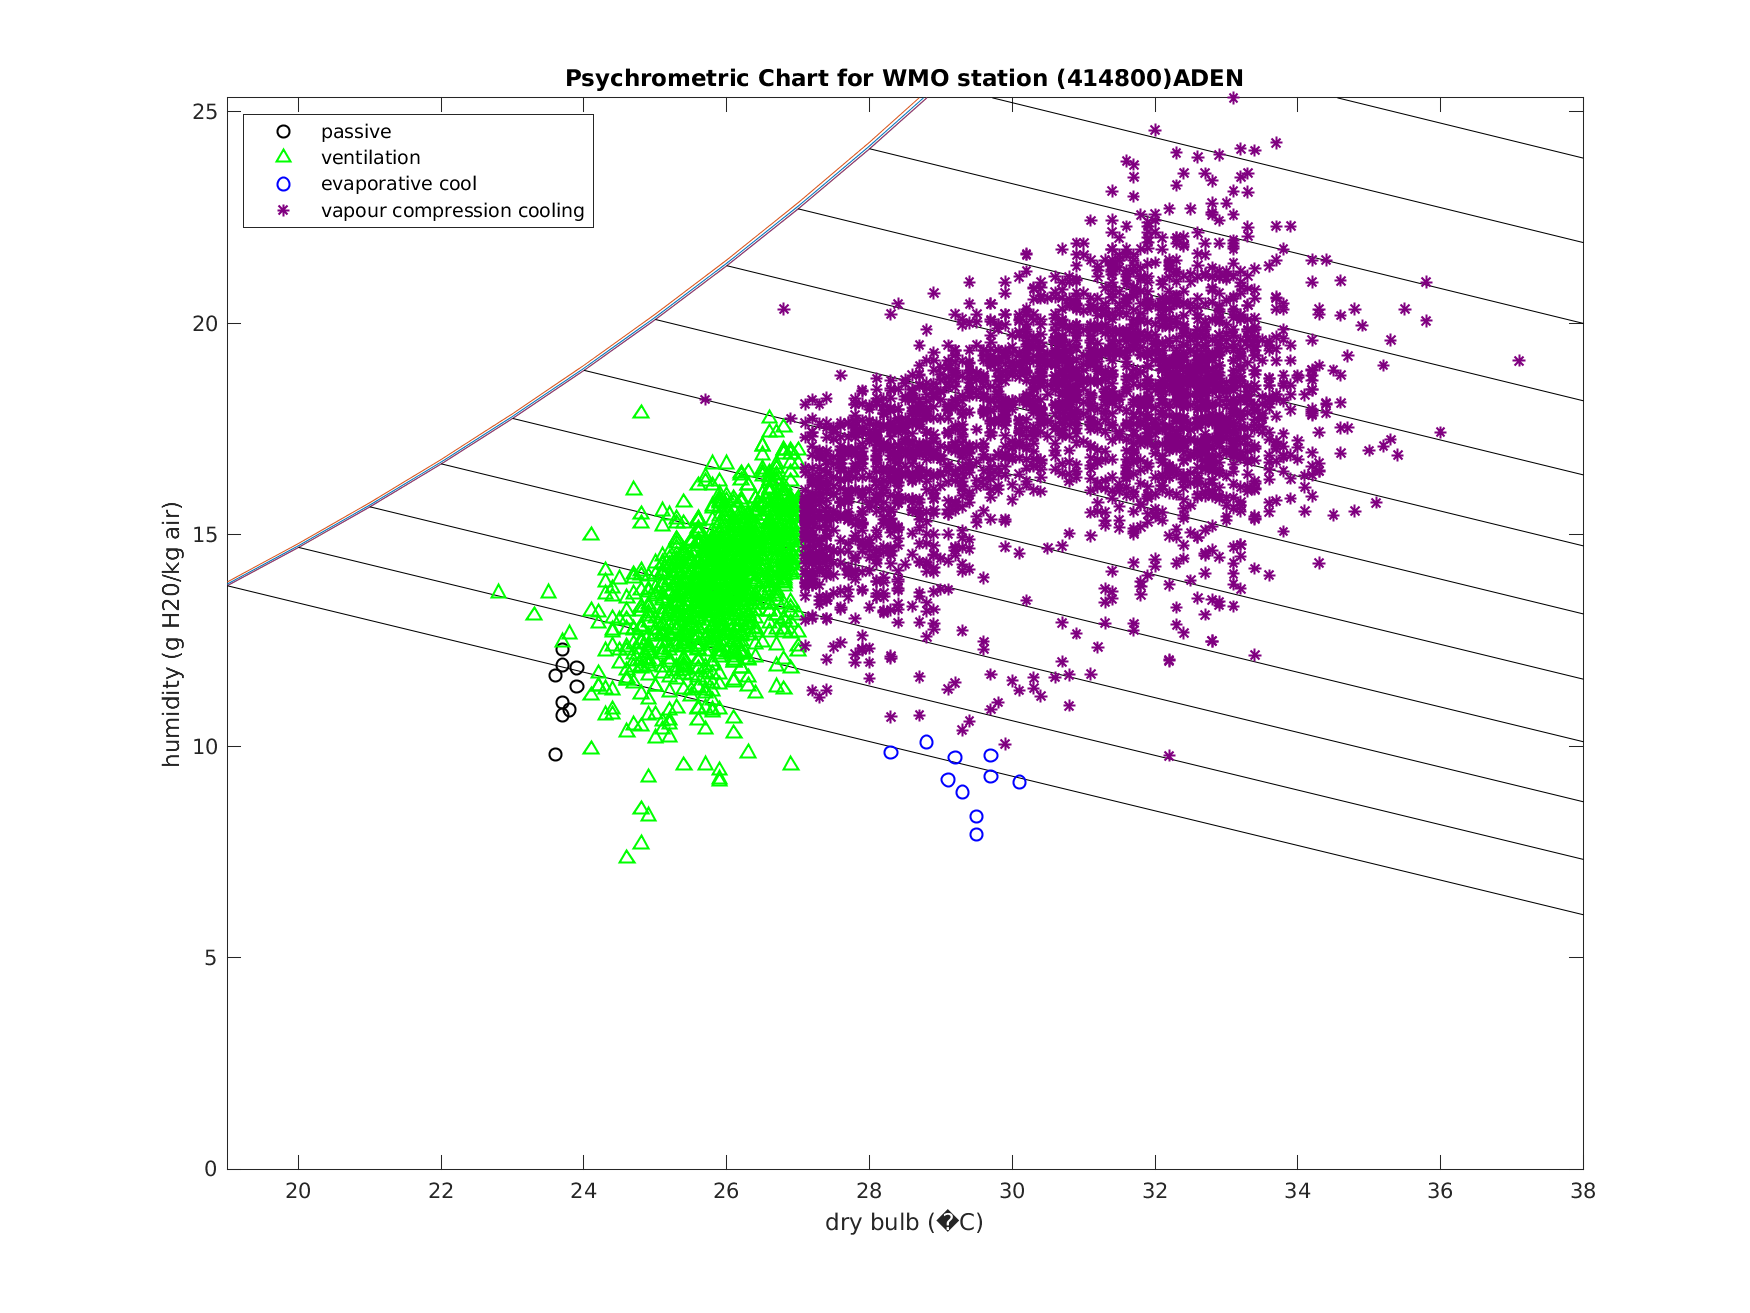 Psychrometric Chart for WMO station (414800)ADEN
passive
ventilation
evaporative cool
vapour compression cooling
humidity (g H20/kg air)
25
20
15
10
5
0
20 22 24 26 28 30 32 34 36 38
dry bulb (�C)